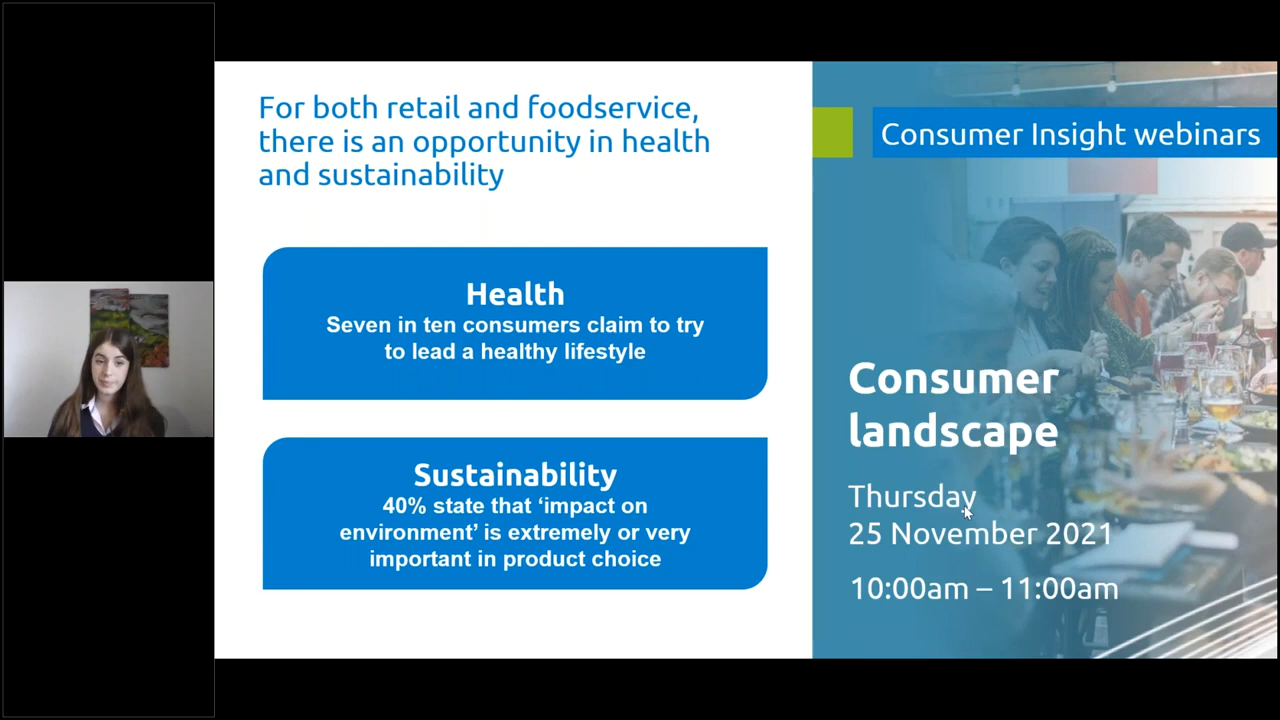 For both retail and foodservice,
there is an opportunity in health
and sustainability
Health
Seven in ten consumers claim to try
to lead a healthy lifestyle
Sustainability
40% state that ‘impact on
environment’ is extremely or very
important in product choice
Consumer Insight webinars
Consumer
landscape
Thursday
25 November 2021
10:00am – 11:00am